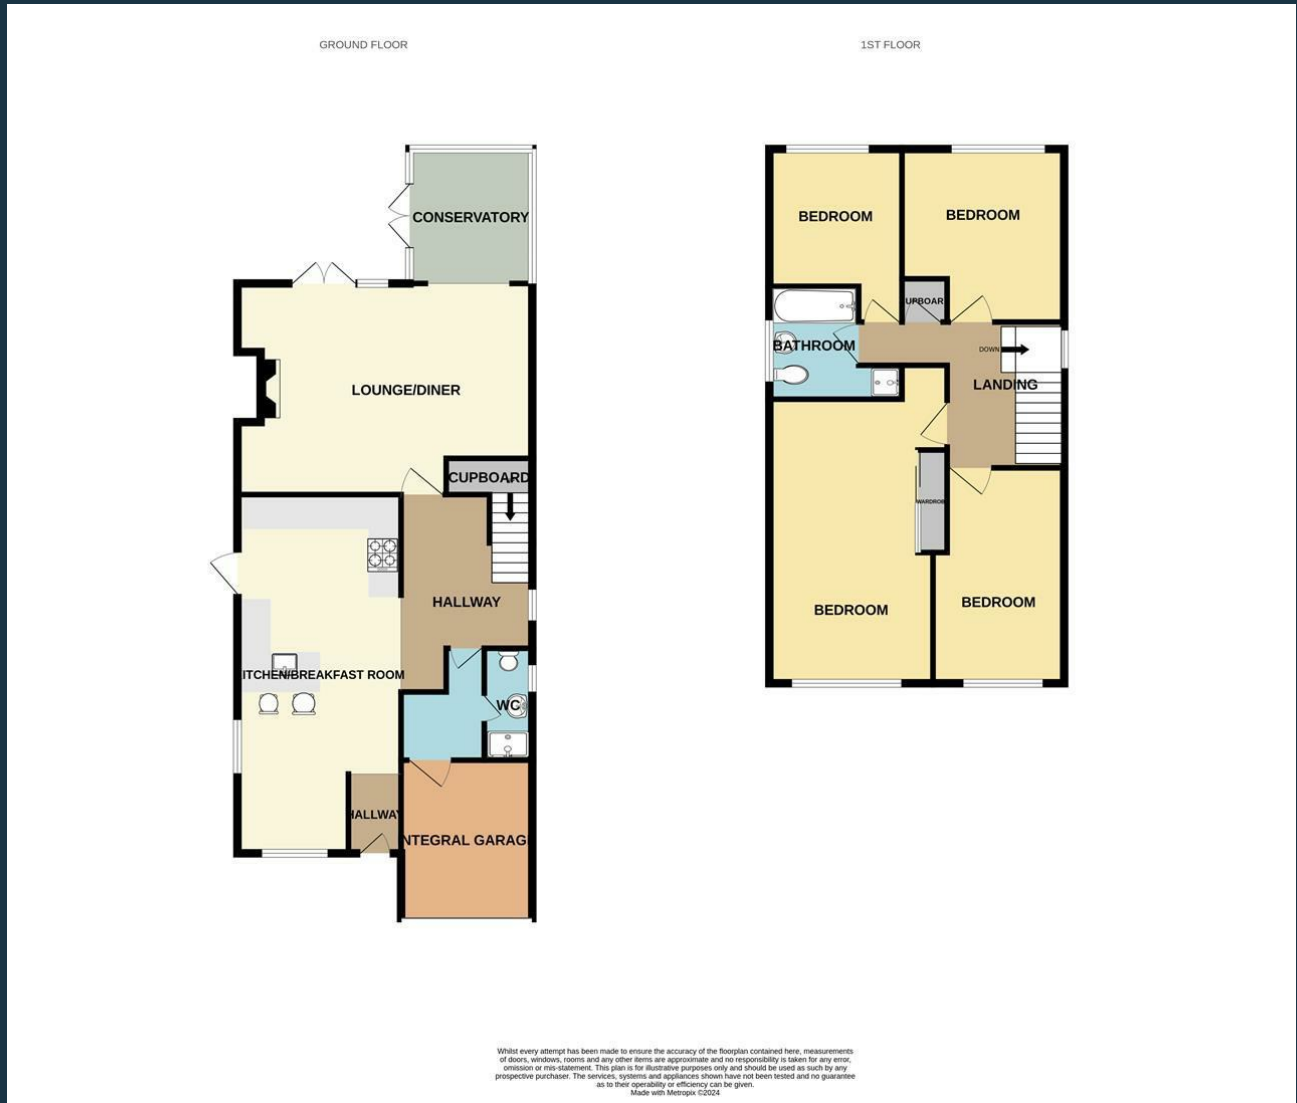 GROUND FLOOR
1ST FLOOR
CONSERVATORY
LOUNGE/DINER
CUPBOARD
HALLWAY
ITCHEN/BREAKFAST ROOM
WC
HALLWAY
NTEGRAL GARAG
BEDROOM
BEDROOM
UPBOAR
BATHROOM
DOWN
LANDING
WARDROB
BEDROOM
BEDROOM
Whilst every attempt has been made to ensure the accuracy of the floorplan contained here, measurements
of doors, windows, rooms and any other items are approximate and no responsibility is taken for any error,
omission or mis-statement. This plan is for illustrative purposes only and should be used as such by any
prospective purchaser. The services, systems and appliances shown have not been tested and no guarantee
as to their operability or efficiency can be given.
Made with Metropix ©2024